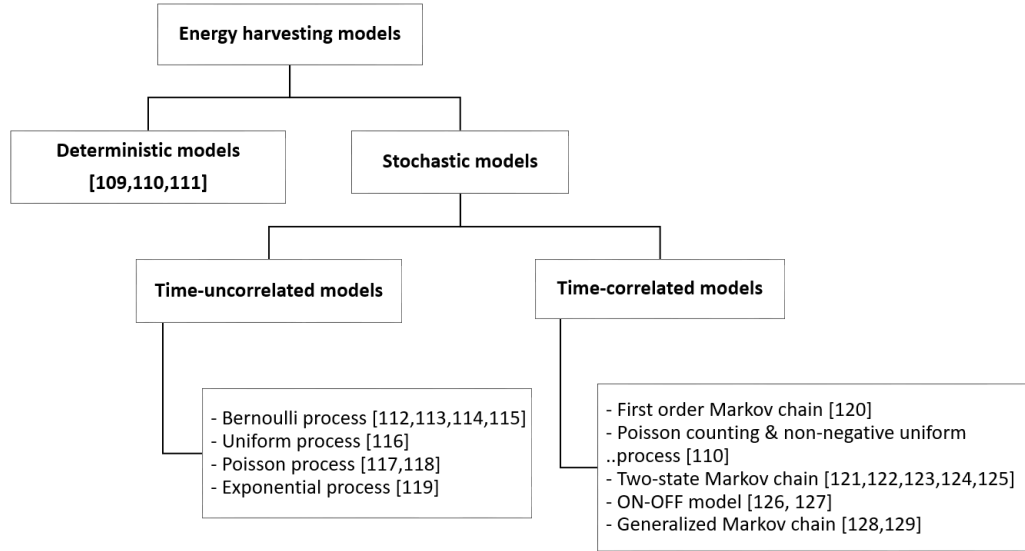 Energy harvesting models
Deterministic models
[109,110,111]
Stochastic models
Time-uncorrelated models
Time-correlated models
- Bernoulli process [112,113,114,115]
- Uniform process [116]
- Poisson process [117,118]
- Exponential process [119]
- First order Markov chain [120]
- Poisson counting & non-negative uniform
..process [110]
- Two-state Markov chain [121,122,123,124,125]
- ON-OFF model [126, 127]
- Generalized Markov chain [128,129]